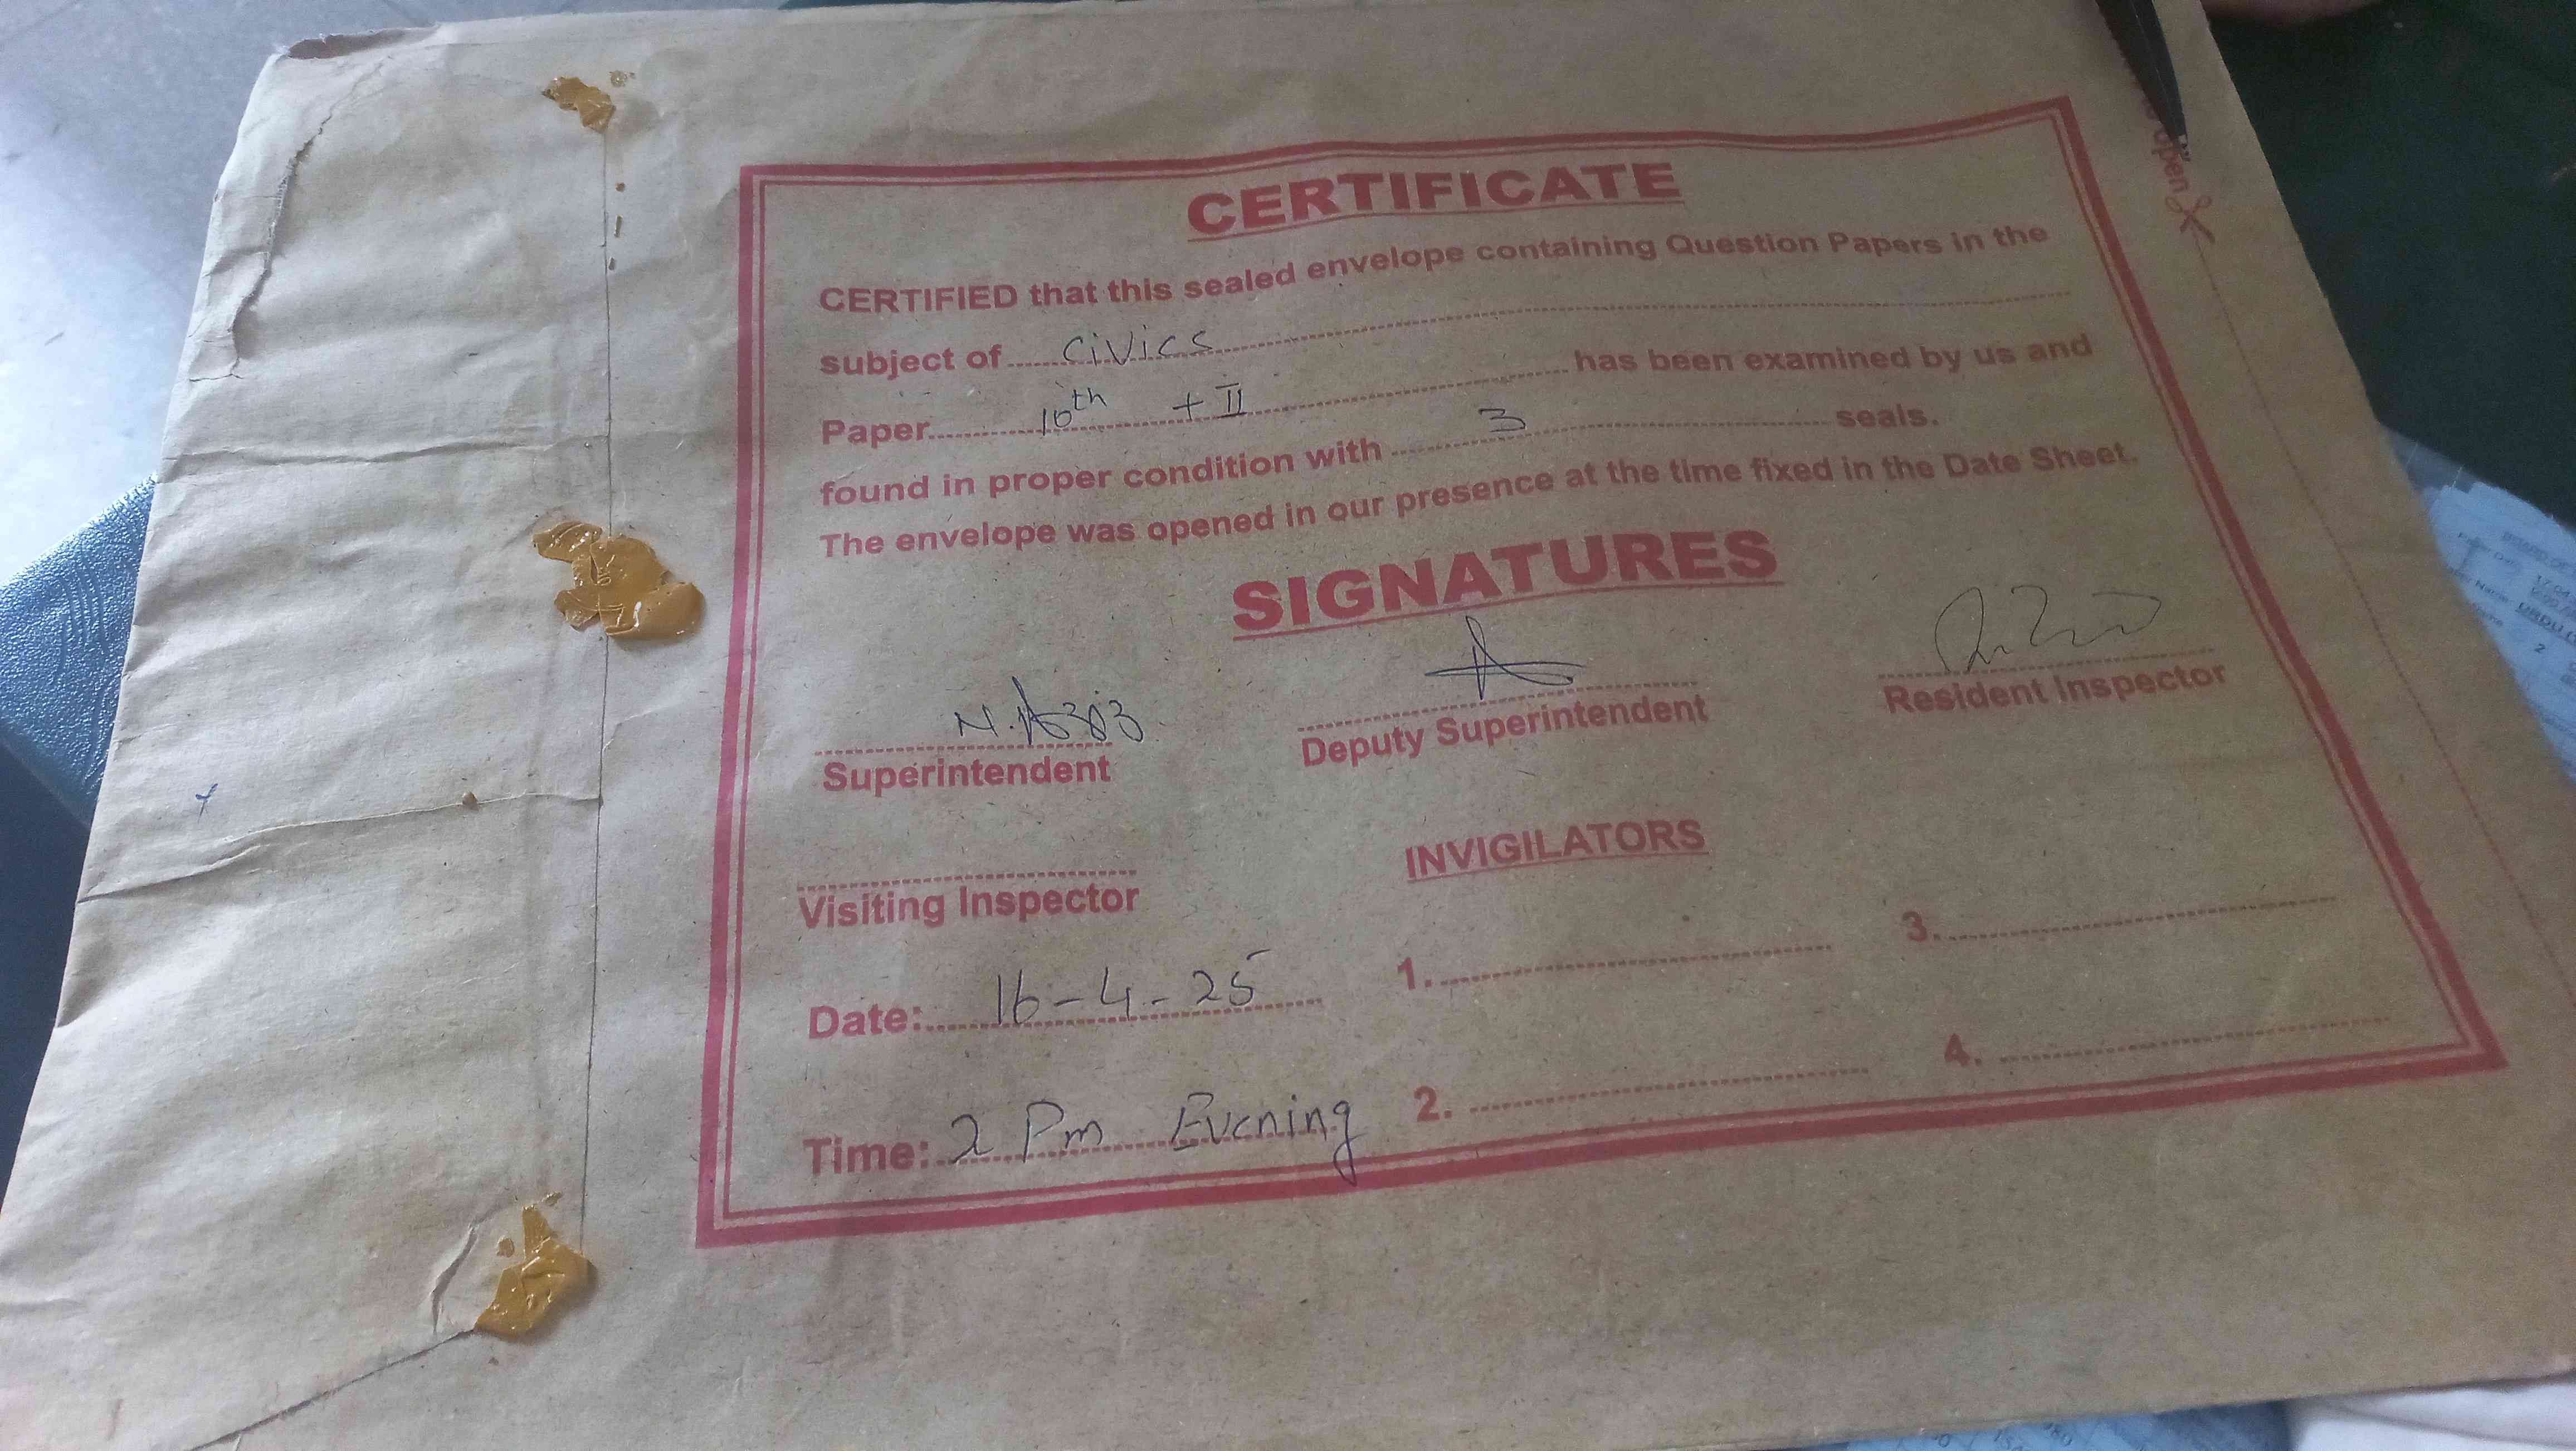 CERTIFICATE
CERTIFIED that this sealed envelope containing Question Papers in the
subject of Civics
Paper 10th + II has been examined by us and
found in proper condition with 3 seals.
The envelope was opened in our presence at the time fixed in the Date Sheet.
SIGNATURES
Superintendent
Deputy Superintendent
Resident Inspector
Visiting Inspector
INVIGILATORS
Date: 16-4-25
1.
3.
Time: 2 Pm Evening
2.
4.
open